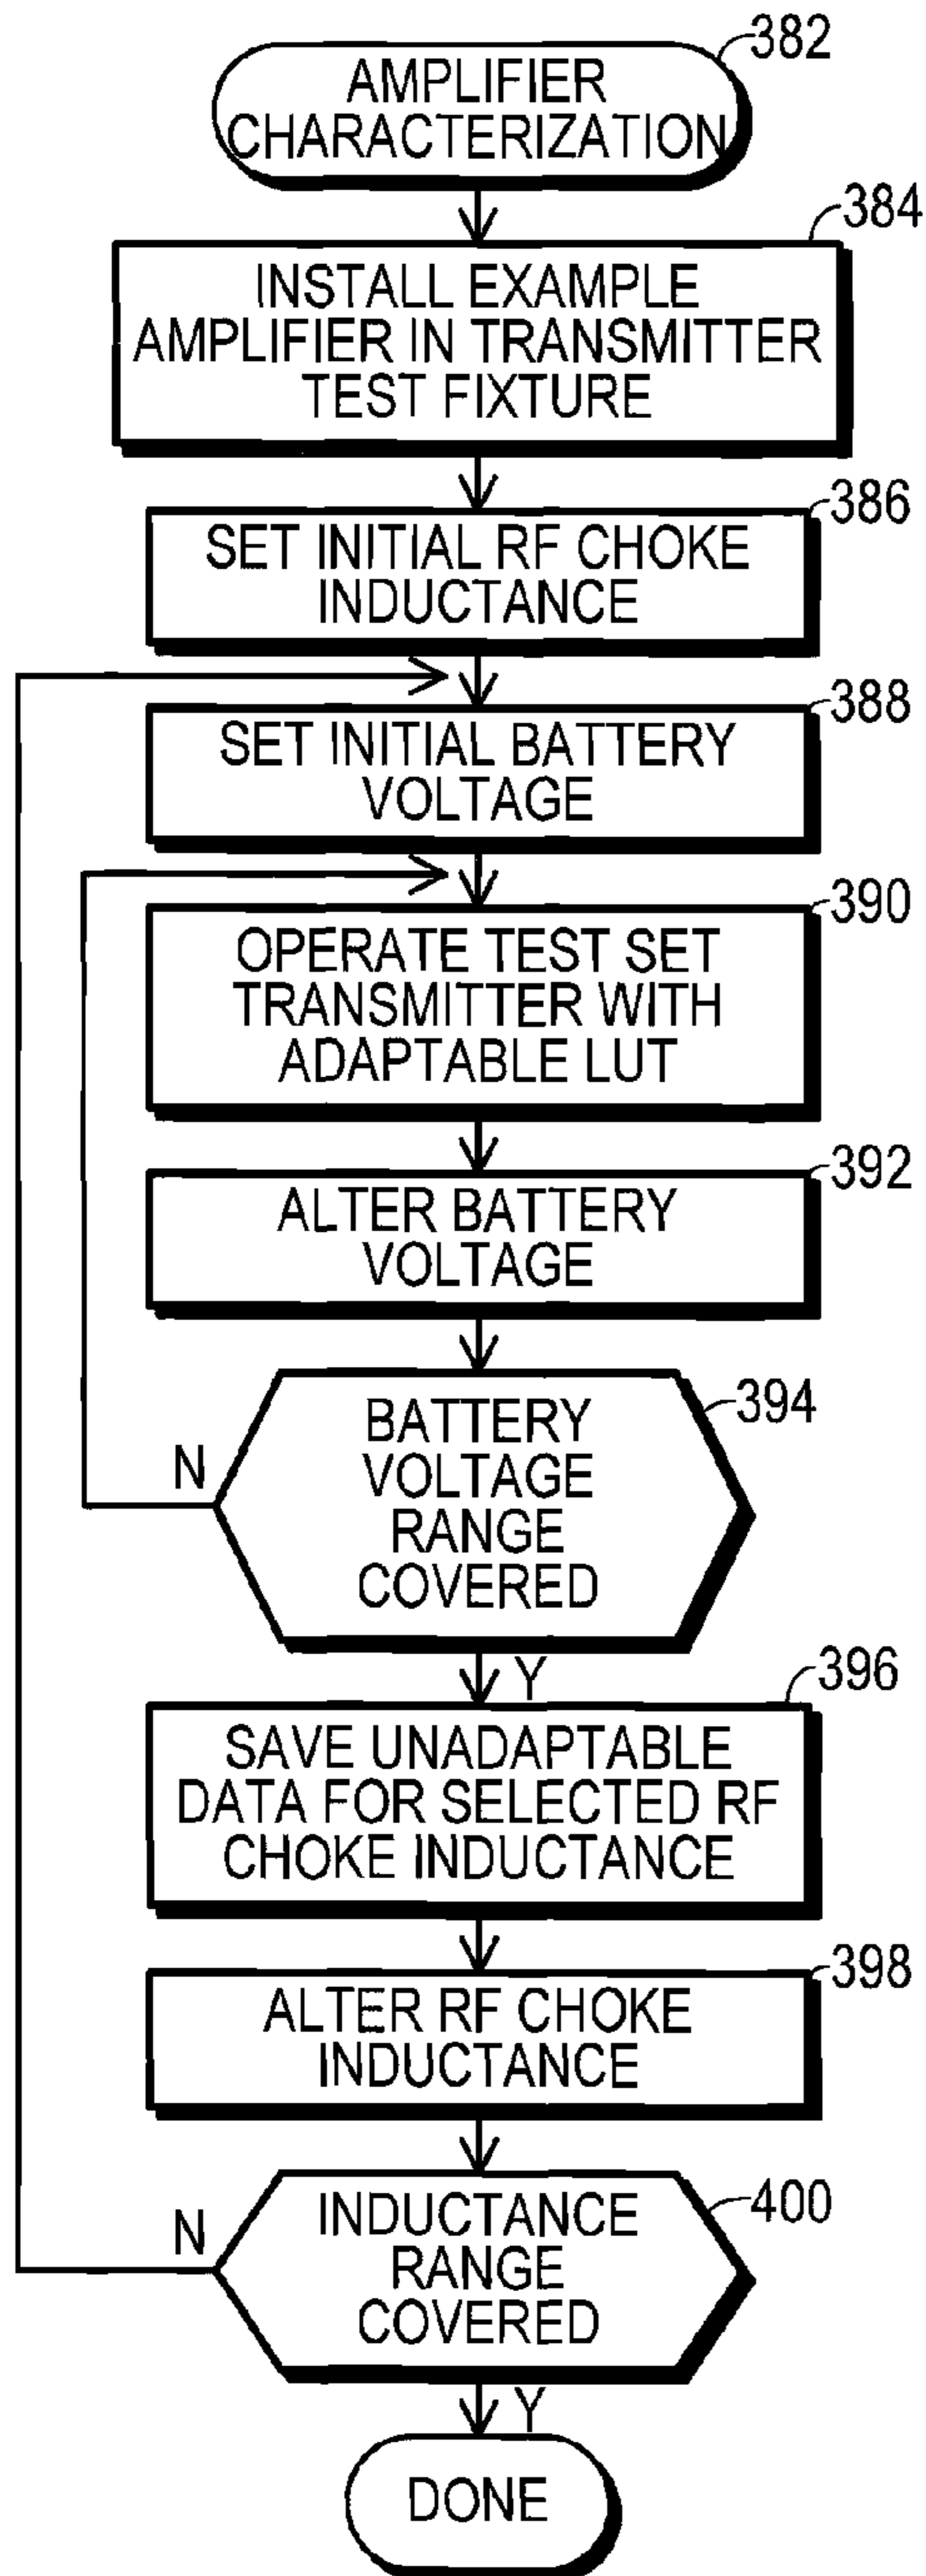 382
AMPLIFIER
CHARACTERIZATION
384
INSTALL EXAMPLE
AMPLIFIER IN TRANSMITTER
TEST FIXTURE
386
SET INITIAL RF CHOKE
INDUCTANCE
388
SET INITIAL BATTERY
VOLTAGE
390
OPERATE TEST SET
TRANSMITTER WITH
ADAPTABLE LUT
392
ALTER BATTERY
VOLTAGE
394
BATTERY
VOLTAGE
RANGE
COVERED
N
Y
396
SAVE UNADAPTABLE
DATA FOR SELECTED RF
CHOKE INDUCTANCE
398
ALTER RF CHOKE
INDUCTANCE
400
INDUCTANCE
RANGE
COVERED
N
Y
DONE